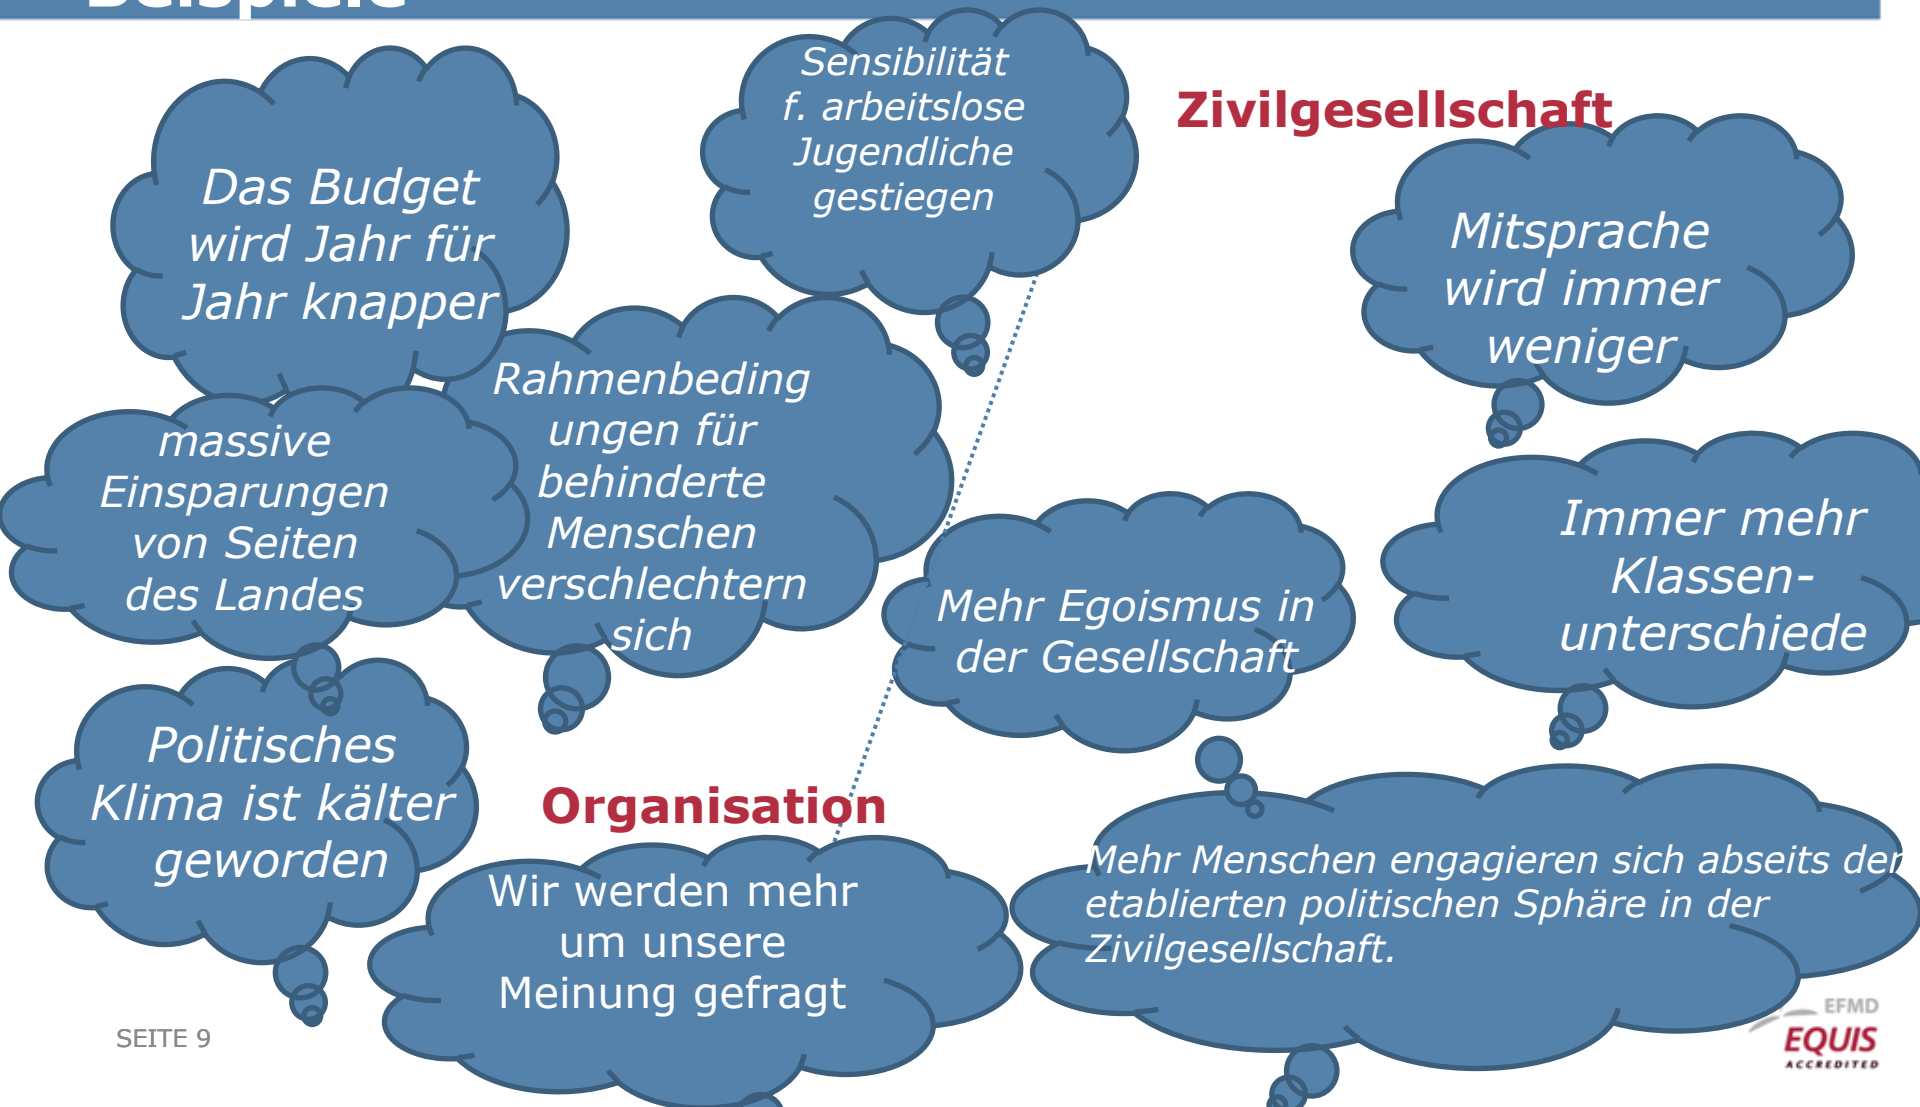 Beispiele
Sensibilität
f. arbeitslose
Jugendliche
gestiegen
Zivilgesellschaft
Das Budget
wird Jahr für
Jahr knapper
Mitsprache
wird immer
weniger
Rahmenbeding
ungen für
behinderte
Menschen
verschlechtern
sich
massive
Einsparungen
von Seiten
des Landes
Immer mehr
Klassen-
unterschiede
Mehr Egoismus in
der Gesellschaft
Politisches
Klima ist kälter
geworden
Organisation
Wir werden mehr
um unsere
Meinung gefragt
Mehr Menschen engagieren sich abseits der
etablierten politischen Sphäre in der
Zivilgesellschaft.
SEITE 9
EFMD
EQUIS
ACCREDITED